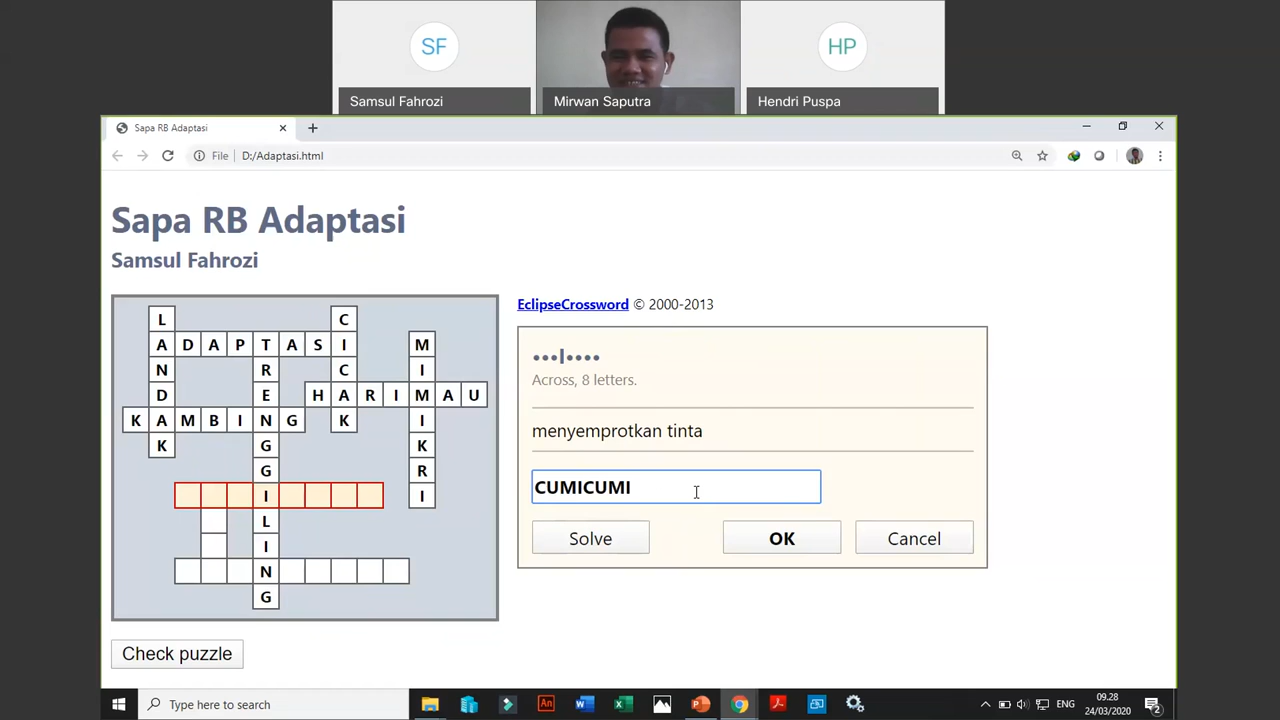 SF
HP
Samsul Fahrozi
Mirwan Saputra
Hendri Puspa
Sapa RB Adaptasi
File D:/Adaptasi.html
Sapa RB Adaptasi
Samsul Fahrozi
EclipseCrossword © 2000-2013
L C
A D A P T A S I M
N R C I
D E H A R I M A U
K A M B I N G K I
K G K
G R
I I
L
I
N
G
•••I••••
Across, 8 letters.
menyemprotkan tinta
CUMICUMI
Solve OK Cancel
Check puzzle
Type here to search
An
ENG
09.28
24/03/2020
2